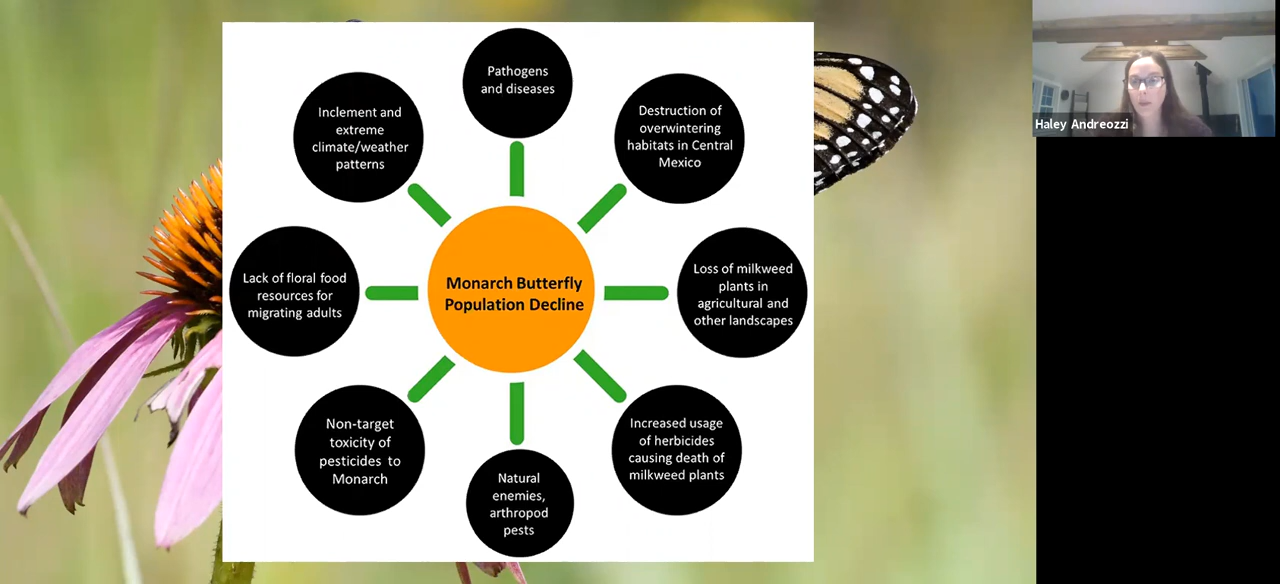 Pathogens
and diseases
Inclement and
extreme
climate/weather
patterns
Destruction of
overwintering
habitats in Central
Mexico
Haley Andreozzi
Lack of floral food
resources for
migrating adults
Monarch Butterfly
Population Decline
Loss of milkweed
plants in
agricultural and
other landscapes
Non-target
toxicity of
pesticides to
Monarch
Natural
enemies,
arthropod
pests
Increased usage
of herbicides
causing death of
milkweed plants